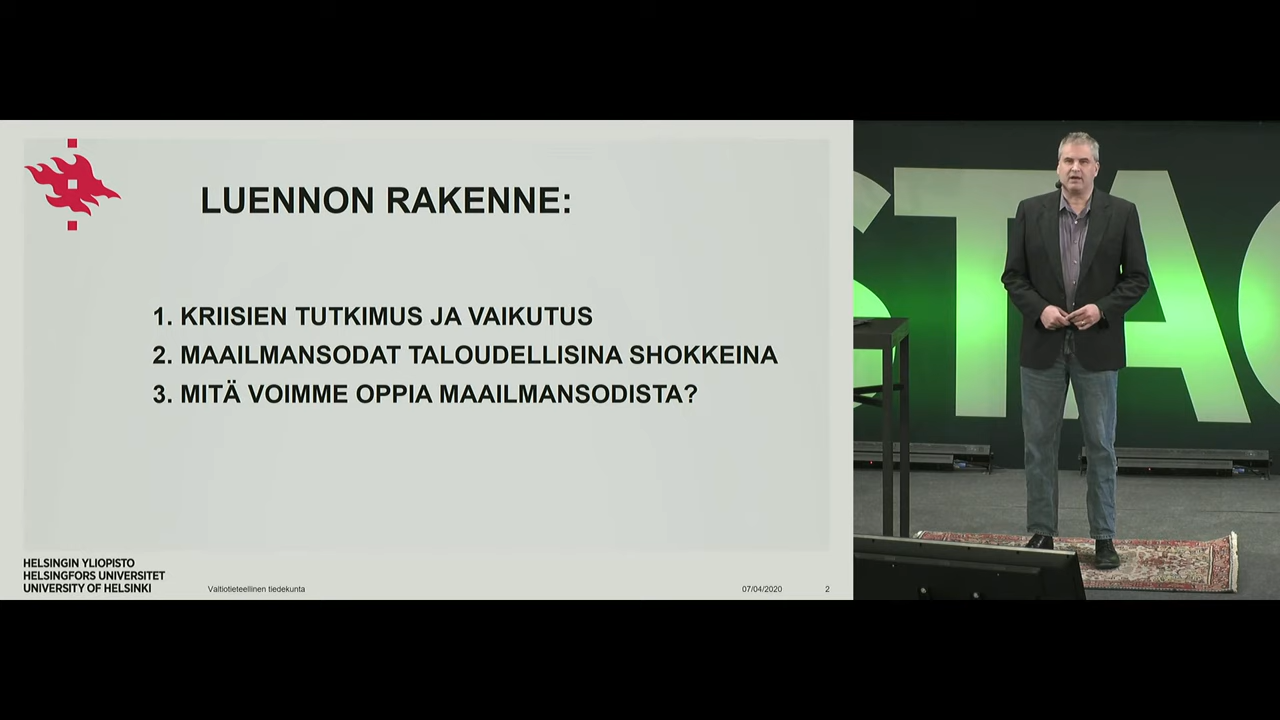 LUENNON RAKENNE:
1. KRIISIEN TUTKIMUS JA VAIKUTUS
2. MAAILMANSODAT TALOUDELLISINA SHOKKEINA
3. MITÄ VOIMME OPPIA MAAILMANSODISTA?
HELSINGIN YLIOPISTO
HELSINGFORS UNIVERSITET
UNIVERSITY OF HELSINKI
Valtiotieteellinen tiedekunta
07/04/2020
2
STAG